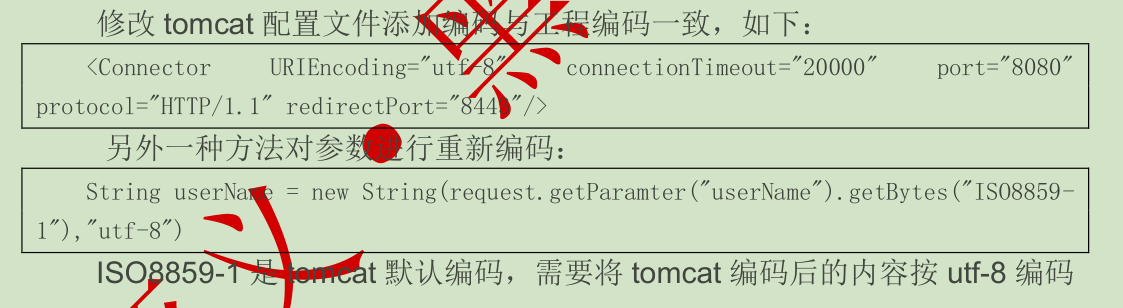 修改 tomcat 配置文件添加编码与工程编码一致，如下：
<Connector URIEncoding="utf-8" connectionTimeout="20000" port="8080"
protocol="HTTP/1.1" redirectPort="8443"/>
另外一种方法对参数进行重新编码：
String userName = new String(request.getParamter("userName").getBytes("ISO8859-
1"),"utf-8")
ISO8859-1 是 tomcat 默认编码，需要将 tomcat 编码后的内容按 utf-8 编码